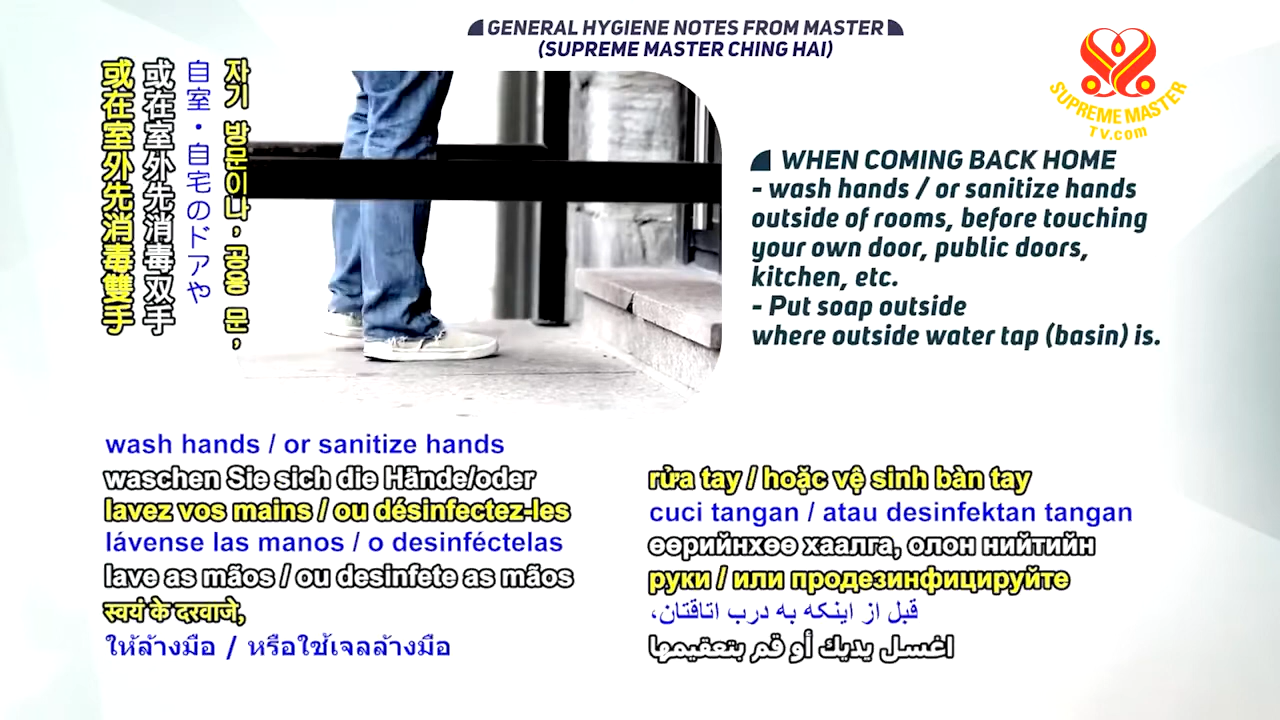 GENERAL HYGIENE NOTES FROM MASTER
(SUPREME MASTER CHING HAI)
SUPREME MASTER
TV.com
或在室外先消毒雙手
或在室外先消毒双手
自室・自宅のドアや
자기 방문이나, 공용 문,
WHEN COMING BACK HOME
- wash hands / or sanitize hands
outside of rooms, before touching
your own door, public doors,
kitchen, etc.
- Put soap outside
where outside water tap (basin) is.
wash hands / or sanitize hands
waschen Sie sich die Hände/oder
lavez vos mains / ou désinfectez-les
lávense las manos / o desinféctelas
lave as mãos / ou desinfete as mãos
स्वयं के दरवाजे,
ให้ล้างมือ / หรือใช้เจลล้างมือ
rửa tay / hoặc vệ sinh bàn tay
cuci tangan / atau desinfektan tangan
өөрийнхөө хаалга, олон нийтийн
руки / или продезинфицируйте
قبل از اینکه به درب اتاقتان،
اغسل يديك أو قم بتعقيمها